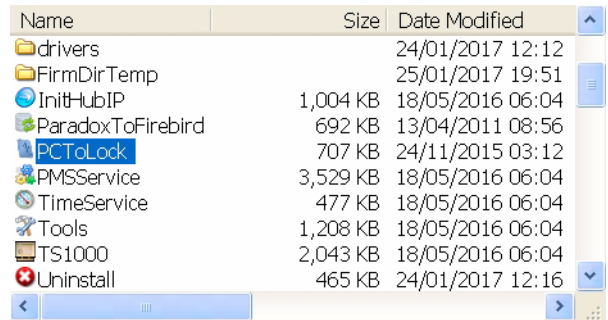 Name Size Date Modified
drivers 24/01/2017 12:12
FirmDirTemp 25/01/2017 19:51
InitHubIP 1,004 KB 18/05/2016 06:04
ParadoxToFirebird 692 KB 13/04/2011 08:56
PCToLock 707 KB 24/11/2015 03:12
PMSService 3,529 KB 18/05/2016 06:04
TimeService 477 KB 18/05/2016 06:04
Tools 1,208 KB 18/05/2016 06:04
TS1000 2,043 KB 18/05/2016 06:04
Uninstall 465 KB 24/01/2017 12:16